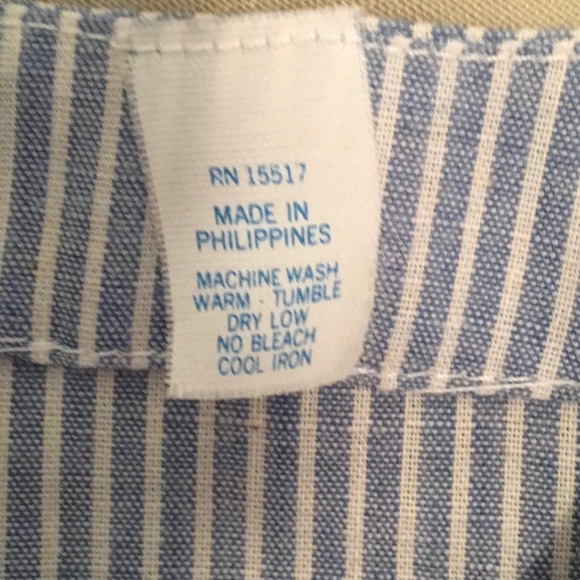 RN 15517
MADE IN
PHILIPPINES
MACHINE WASH
WARM - TUMBLE
DRY LOW
NO BLEACH
COOL IRON